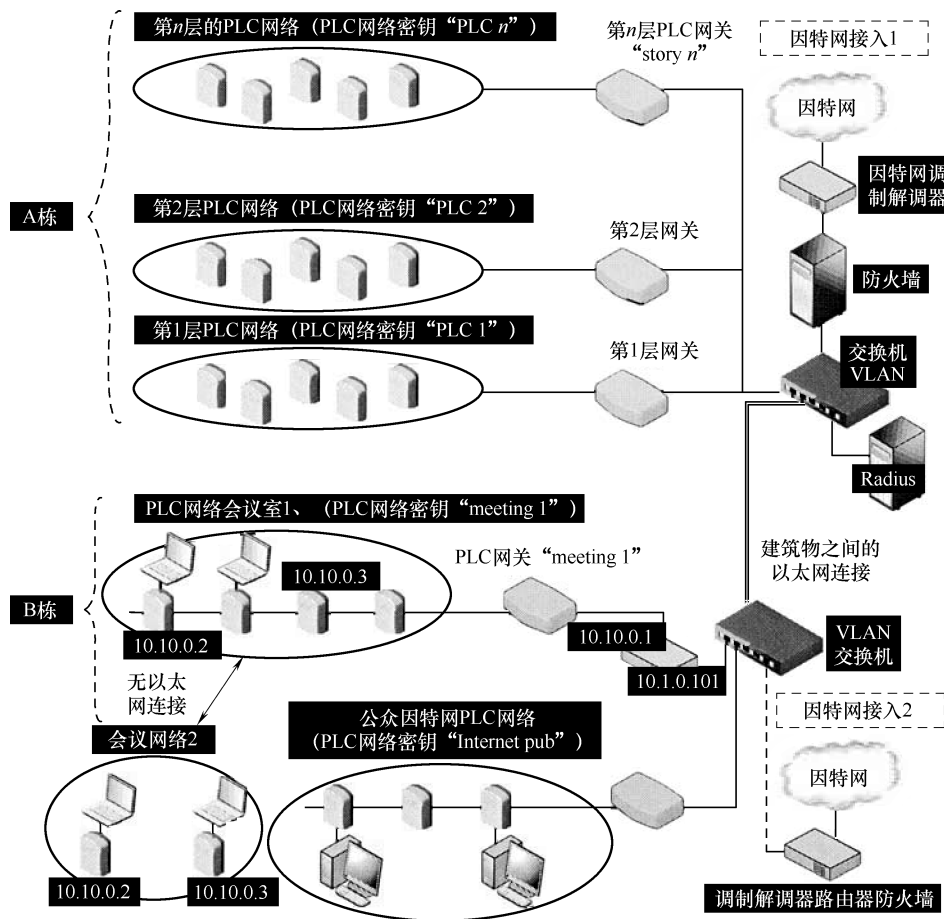 第n层的PLC网络（PLC网络密钥“PLC n”）
第n层PLC网关
“story n”
因特网接入1
因特网
因特网调
制解调器
A栋
第2层PLC网络（PLC网络密钥“PLC 2”）
第2层网关
防火墙
第1层PLC网络（PLC网络密钥“PLC 1”）
第1层网关
交换机
VLAN
Radius
PLC网络会议室1、（PLC网络密钥“meeting 1”）
PLC网关“meeting 1”
建筑物之间的
以太网连接
10.10.0.3
B栋
10.10.0.2
10.10.0.1
10.1.0.101
VLAN
交换机
无以太
网连接
会议网络2
公众因特网PLC网络
（PLC网络密钥“Internet pub”）
因特网接入2
因特网
10.10.0.2
10.10.0.3
调制解调器路由器防火墙